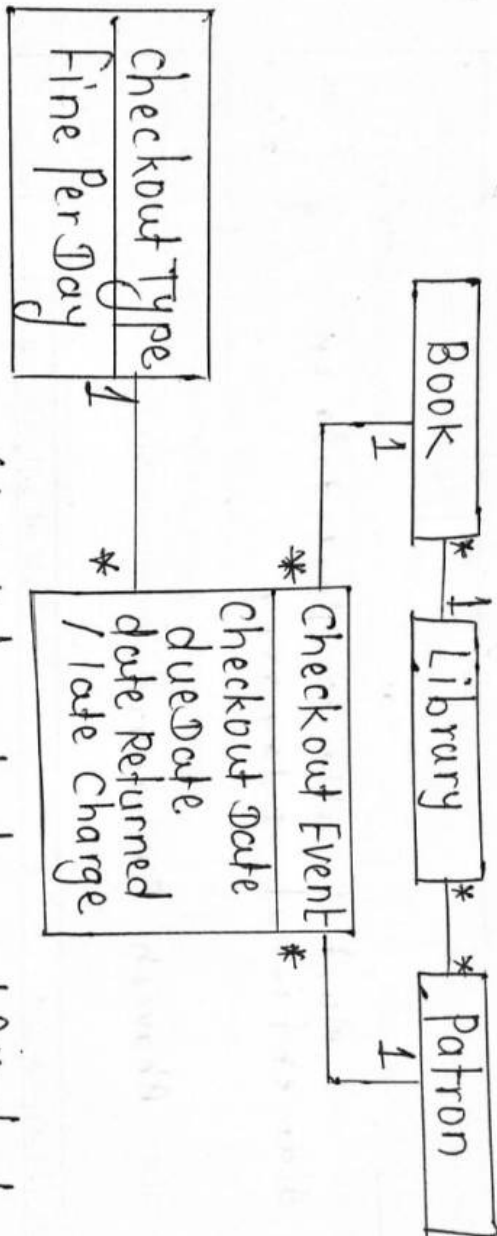 Book
*
1
Library
*
*
Patron
1
1
*
Checkout Event
*
Checkout Date
dueDate
date Returned
/ late Charge
Checkout Type
Fine Per Day
1
*